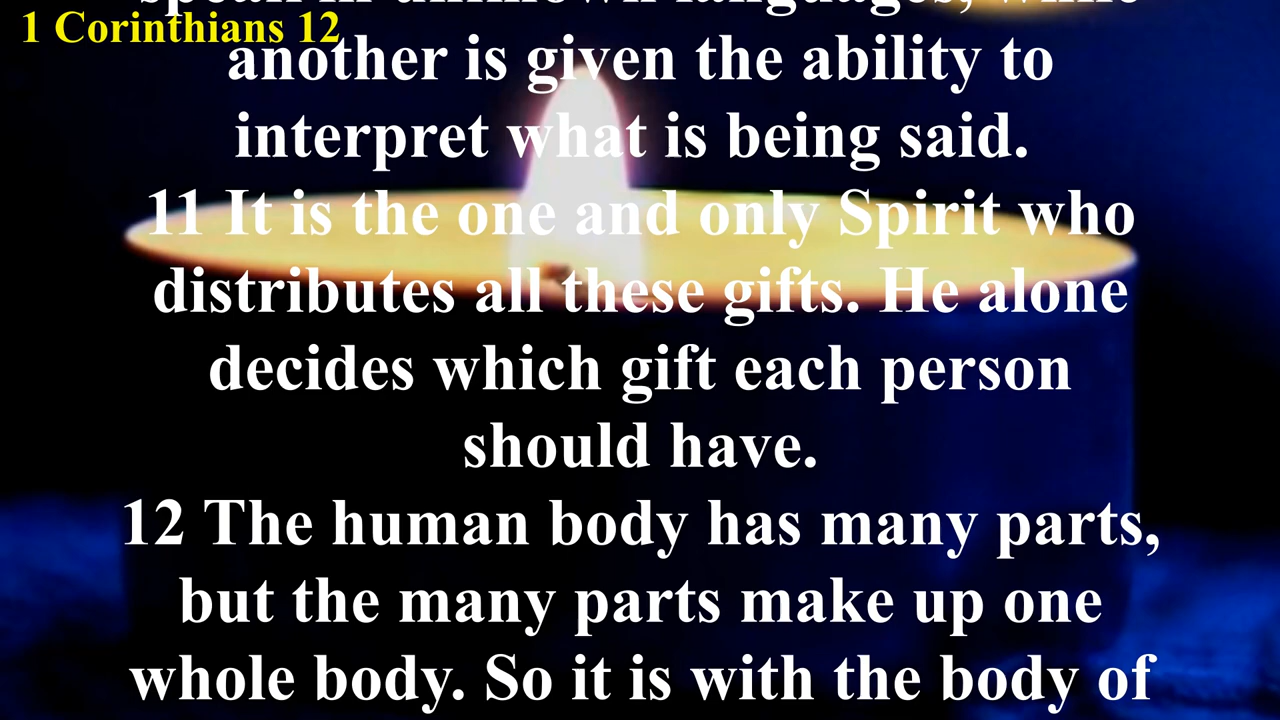 1 Corinthians 12
another is given the ability to
interpret what is being said.
11 It is the one and only Spirit who
distributes all these gifts. He alone
decides which gift each person
should have.
12 The human body has many parts,
but the many parts make up one
whole body. So it is with the body of